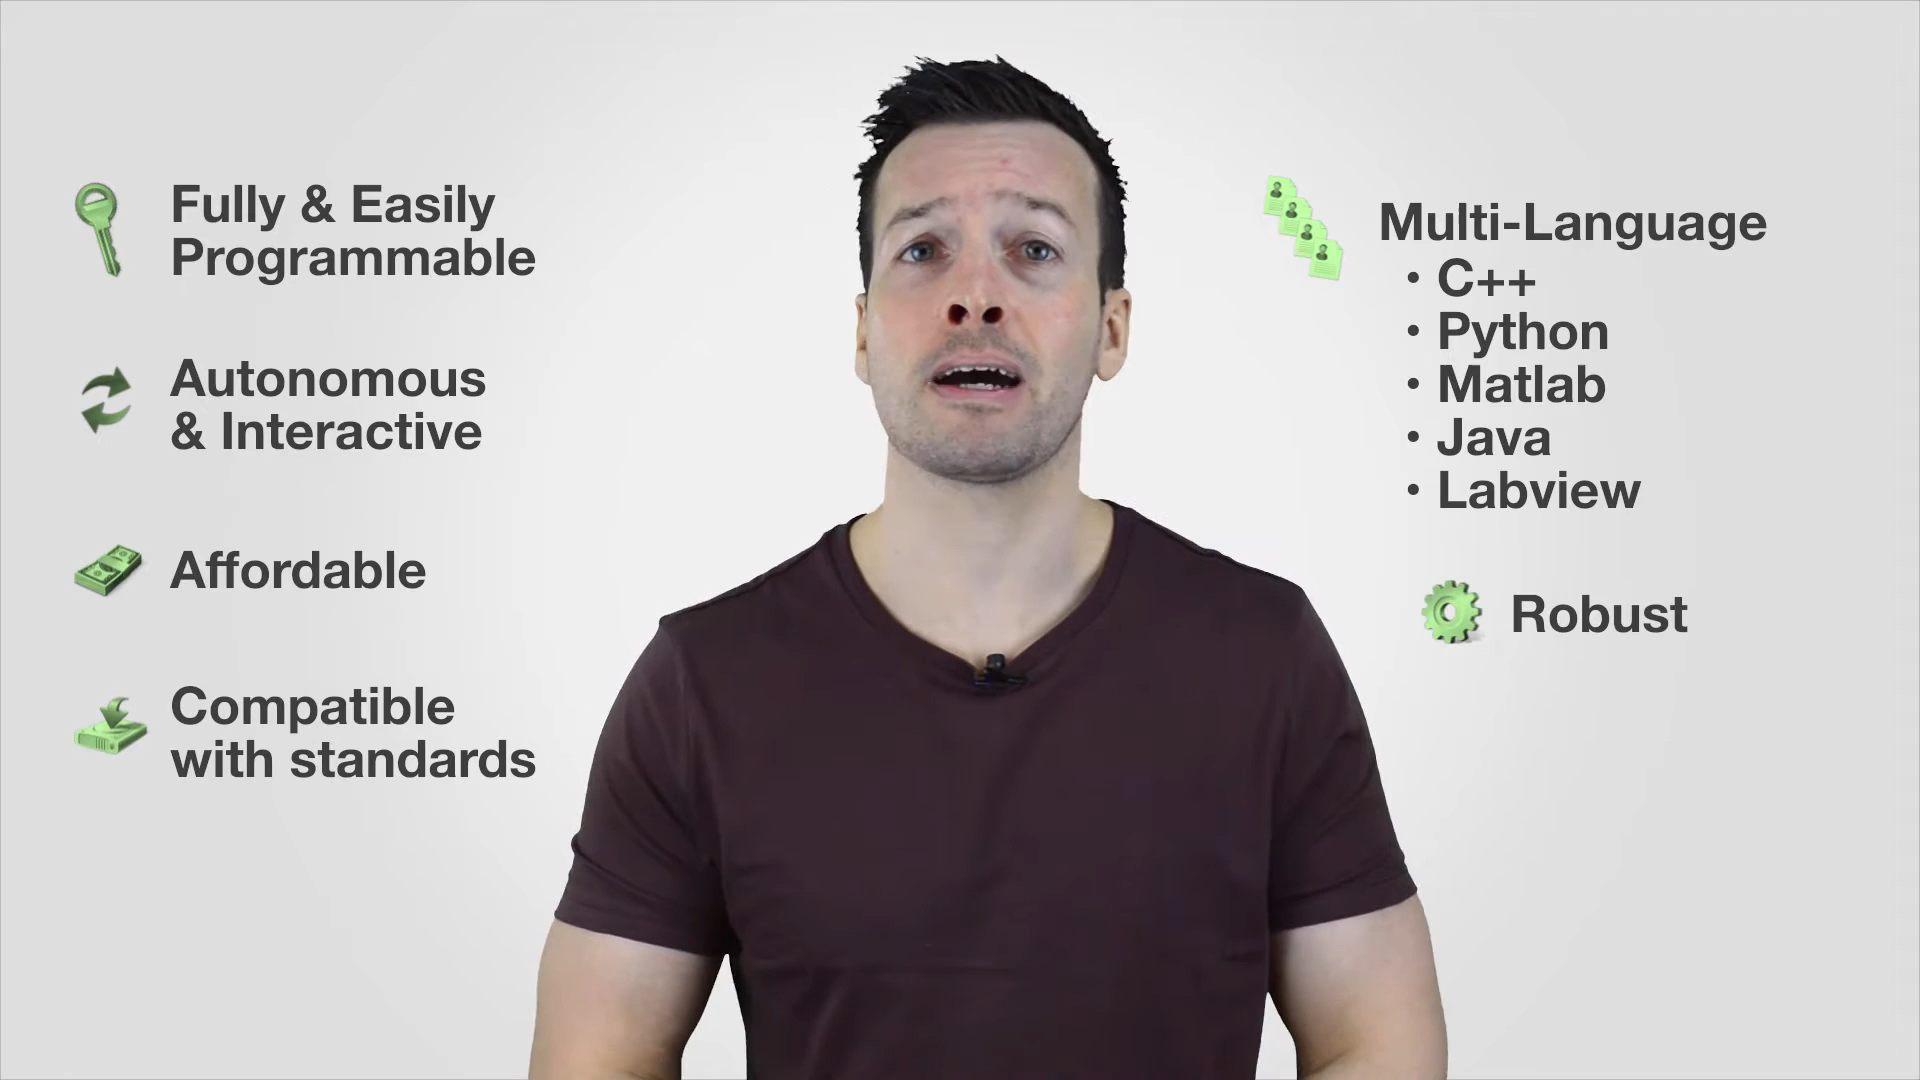 Fully & Easily
Programmable
Autonomous
& Interactive
Affordable
Compatible
with standards
Multi-Language
• C++
• Python
• Matlab
• Java
• Labview
Robust